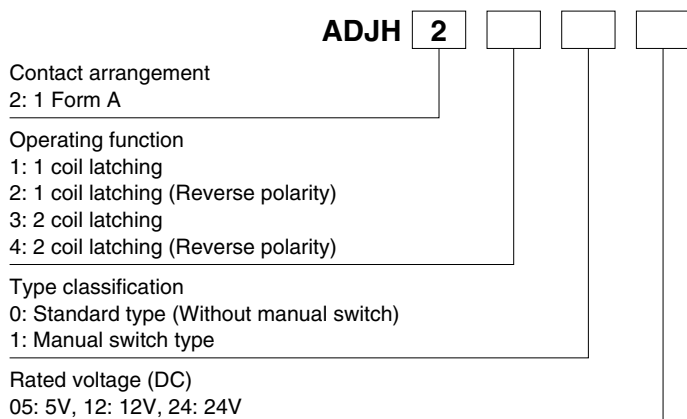 ADJH 2
Contact arrangement
2: 1 Form A
Operating function
1: 1 coil latching
2: 1 coil latching (Reverse polarity)
3: 2 coil latching
4: 2 coil latching (Reverse polarity)
Type classification
0: Standard type (Without manual switch)
1: Manual switch type
Rated voltage (DC)
05: 5V, 12: 12V, 24: 24V